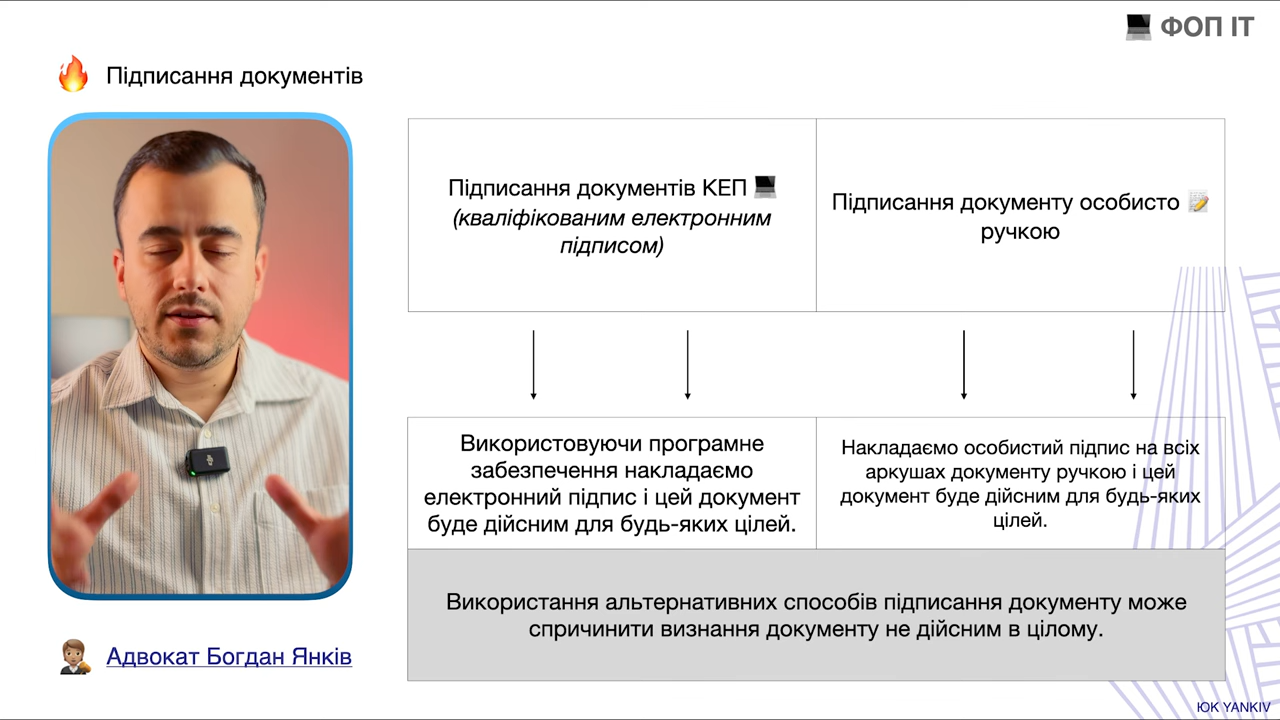 ФОП ІТ
Підписання документів
Підписання документів КЕП
(кваліфікованим електронним
підписом)
Підписання документу особисто
ручкою
Використовуючи програмне
забезпечення накладаємо
електронний підпис і цей документ
буде дійсним для будь-яких цілей.
Накладаємо особистий підпис на всіх
аркушах документу ручкою і цей
документ буде дійсним для будь-яких
цілей.
Використання альтернативних способів підписання документу може
спричинити визнання документу не дійсним в цілому.
Адвокат Богдан Янків
ЮК YANKIV